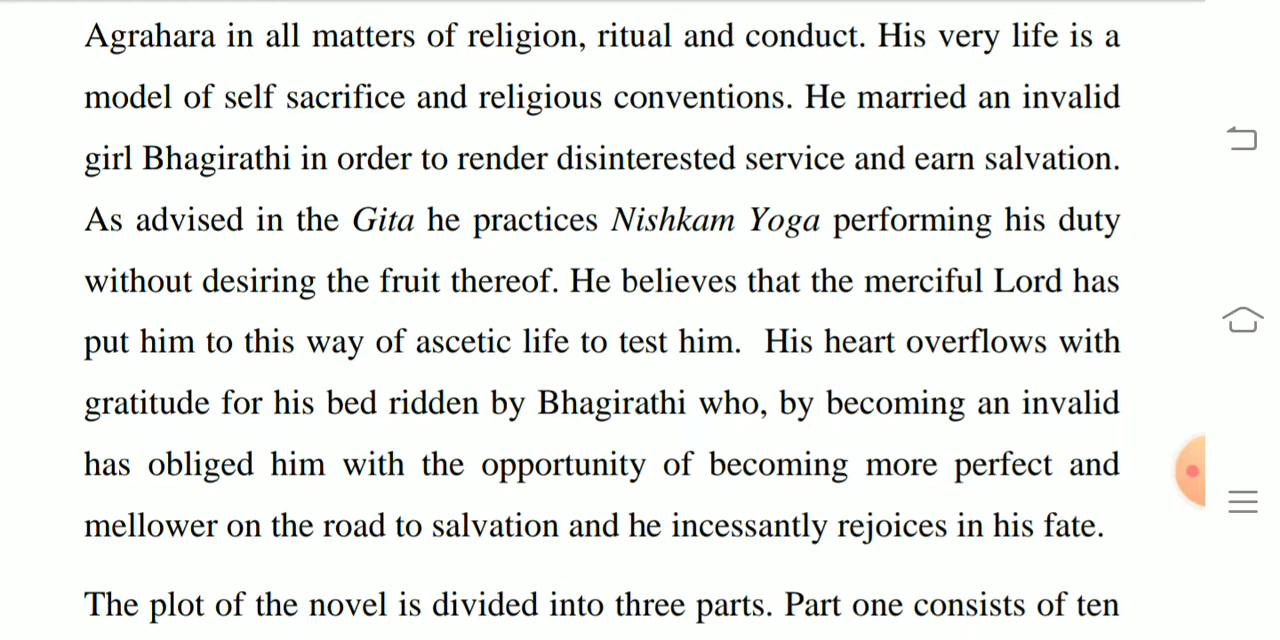 Agrahara in all matters of religion, ritual and conduct. His very life is a
model of self sacrifice and religious conventions. He married an invalid
girl Bhagirathi in order to render disinterested service and earn salvation.
As advised in the Gita he practices Nishkam Yoga performing his duty
without desiring the fruit thereof. He believes that the merciful Lord has
put him to this way of ascetic life to test him.  His heart overflows with
gratitude for his bed ridden by Bhagirathi who, by becoming an invalid
has obliged him with the opportunity of becoming more perfect and
mellower on the road to salvation and he incessantly rejoices in his fate.
The plot of the novel is divided into three parts. Part one consists of ten